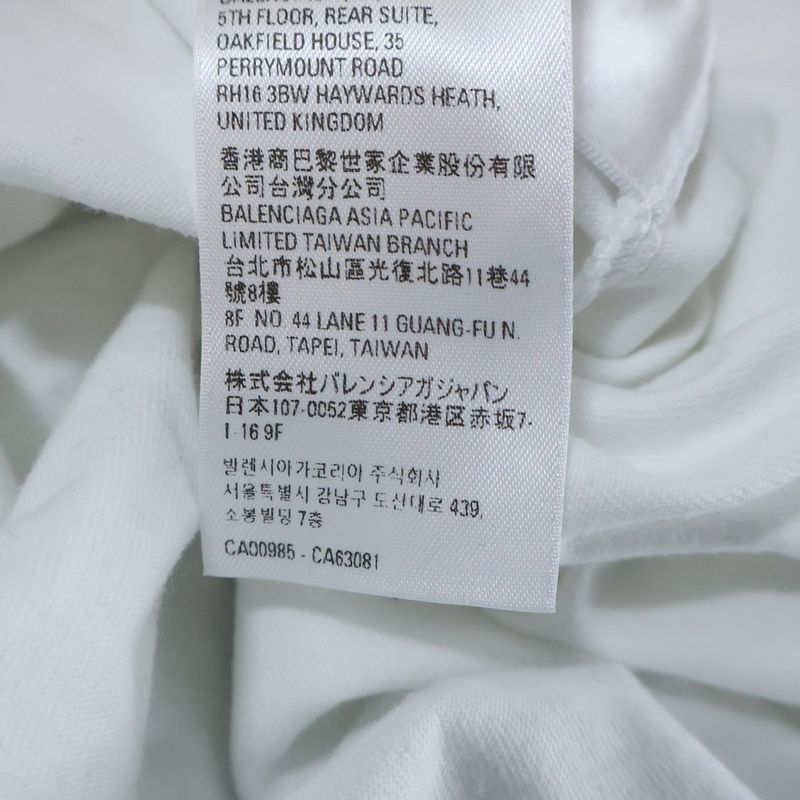 5TH FLOOR, REAR SUITE,
OAKFIELD HOUSE, 35
PERRYMOUNT ROAD
RH16 3BW HAYWARDS HEATH,
UNITED KINGDOM
香港商巴黎世家企業股份有限
公司台灣分公司
BALENCIAGA ASIA PACIFIC
LIMITED TAIWAN BRANCH
台北市松山區光復北路11巷44
號8樓
8F. NO. 44 LANE 11 GUANG-FU N.
ROAD, TAPEI, TAIWAN
株式会社バレンシアガジャパン
日本107-0052東京都港区赤坂7-
1-16 9F
발렌시아가코리아 주식회사
서울특별시 강남구 도산대로 439,
소봉빌딩 7층
CA00985 - CA63081